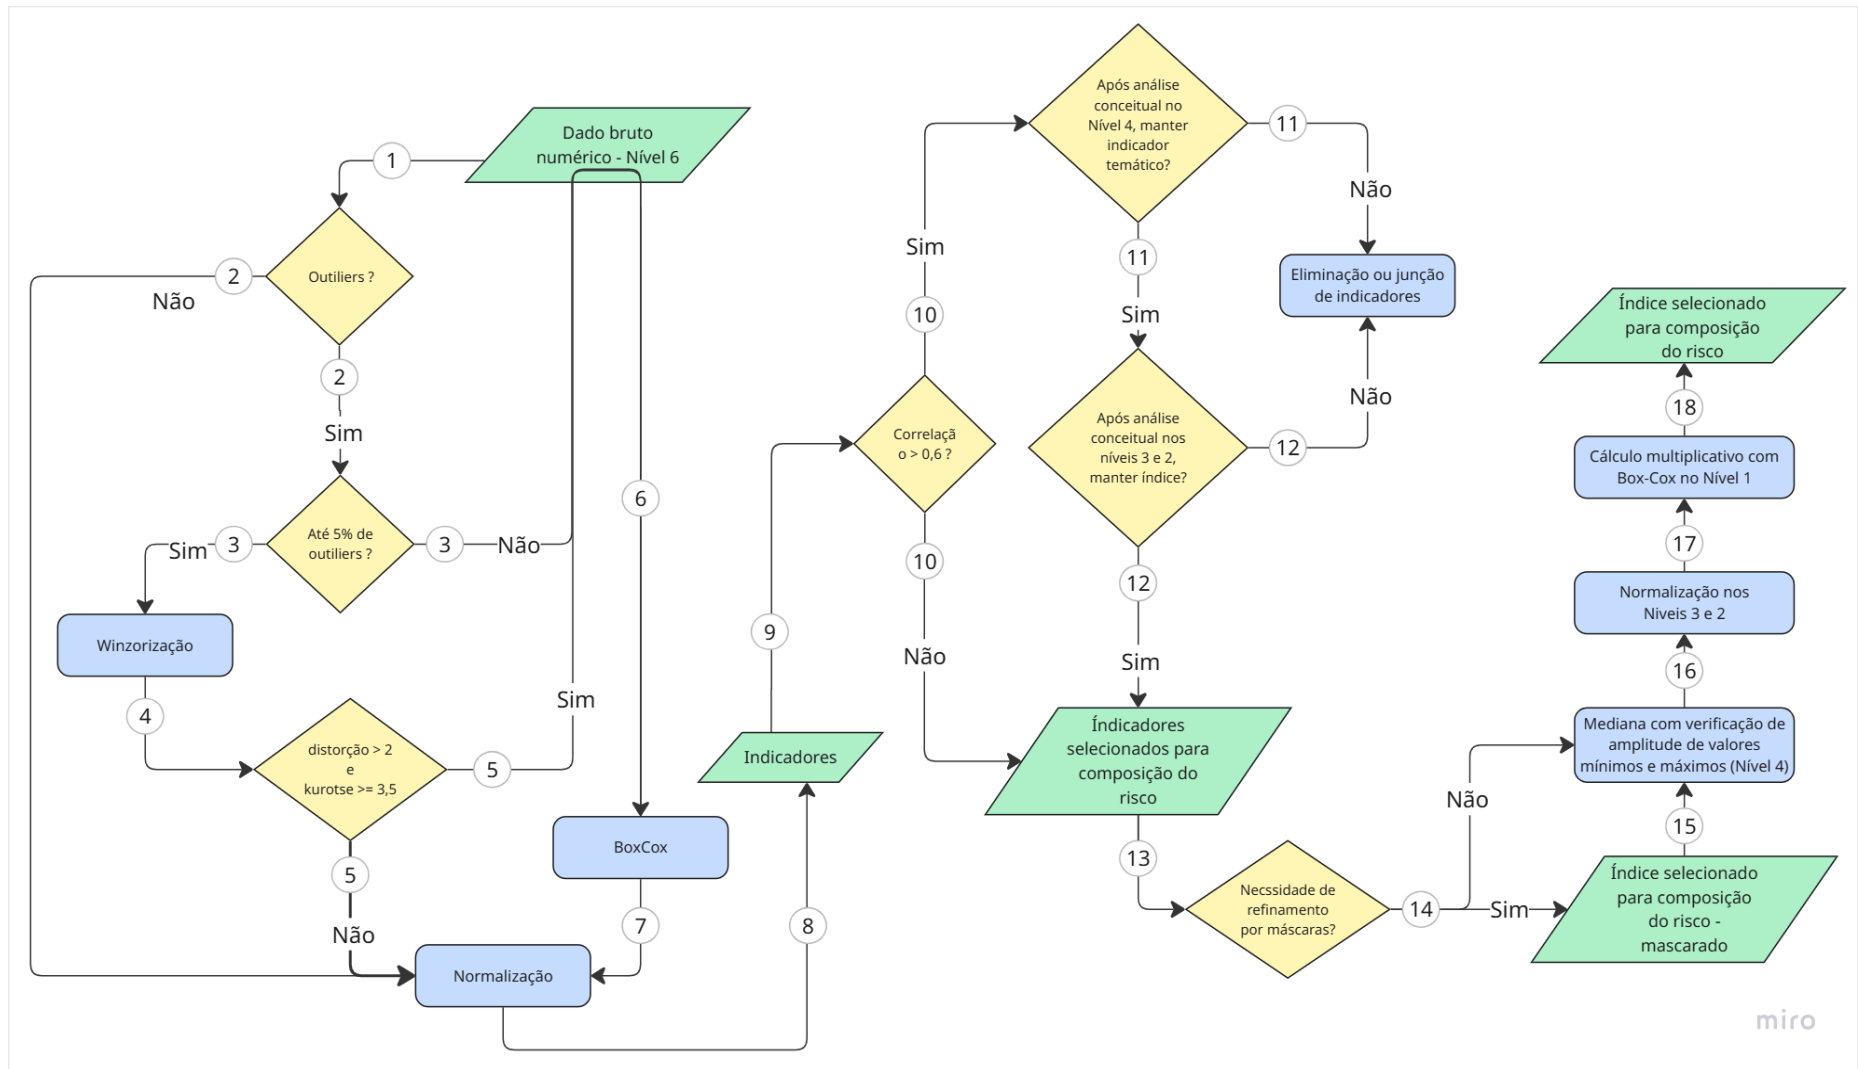 Dado bruto
numérico - Nível 6
1
Outiliers ?
2
Não
2
Sim
Até 5% de
outiliers ?
3
Sim
3
Não
Winzorização
4
distorção > 2
e
kurotse >= 3,5
5
Sim
5
Não
6
BoxCox
7
Normalização
8
Indicadores
9
Correlaçã
o > 0,6 ?
10
Sim
10
Não
Após análise
conceitual no
Nível 4, manter
indicador
temático?
11
Não
11
Sim
Eliminação ou junção
de indicadores
Após análise
conceitual nos
níveis 3 e 2,
manter índice?
12
Não
12
Sim
Índicadores
selecionados para
composição do
risco
13
Necssidade de
refinamento
por máscaras?
14
Não
Sim
Índice selecionado
para composição
do risco -
mascarado
15
Mediana com verificação de
amplitude de valores
mínimos e máximos (Nível 4)
16
Normalização nos
Niveis 3 e 2
17
Cálculo multiplicativo com
Box-Cox no Nível 1
18
Índice selecionado
para composição
do risco
miro